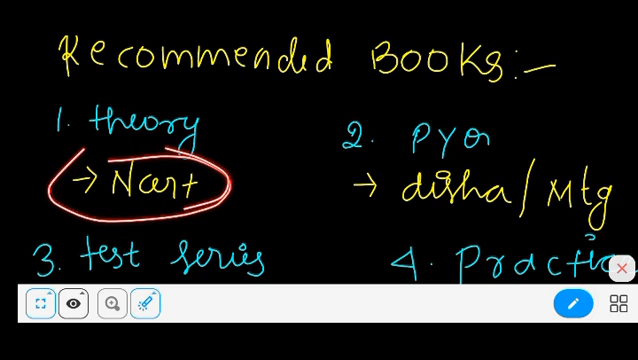 Recommended Books:-
1. theory
→ Ncert
2. PYQ
→ disha/Mtg
3. test series
4. Practic